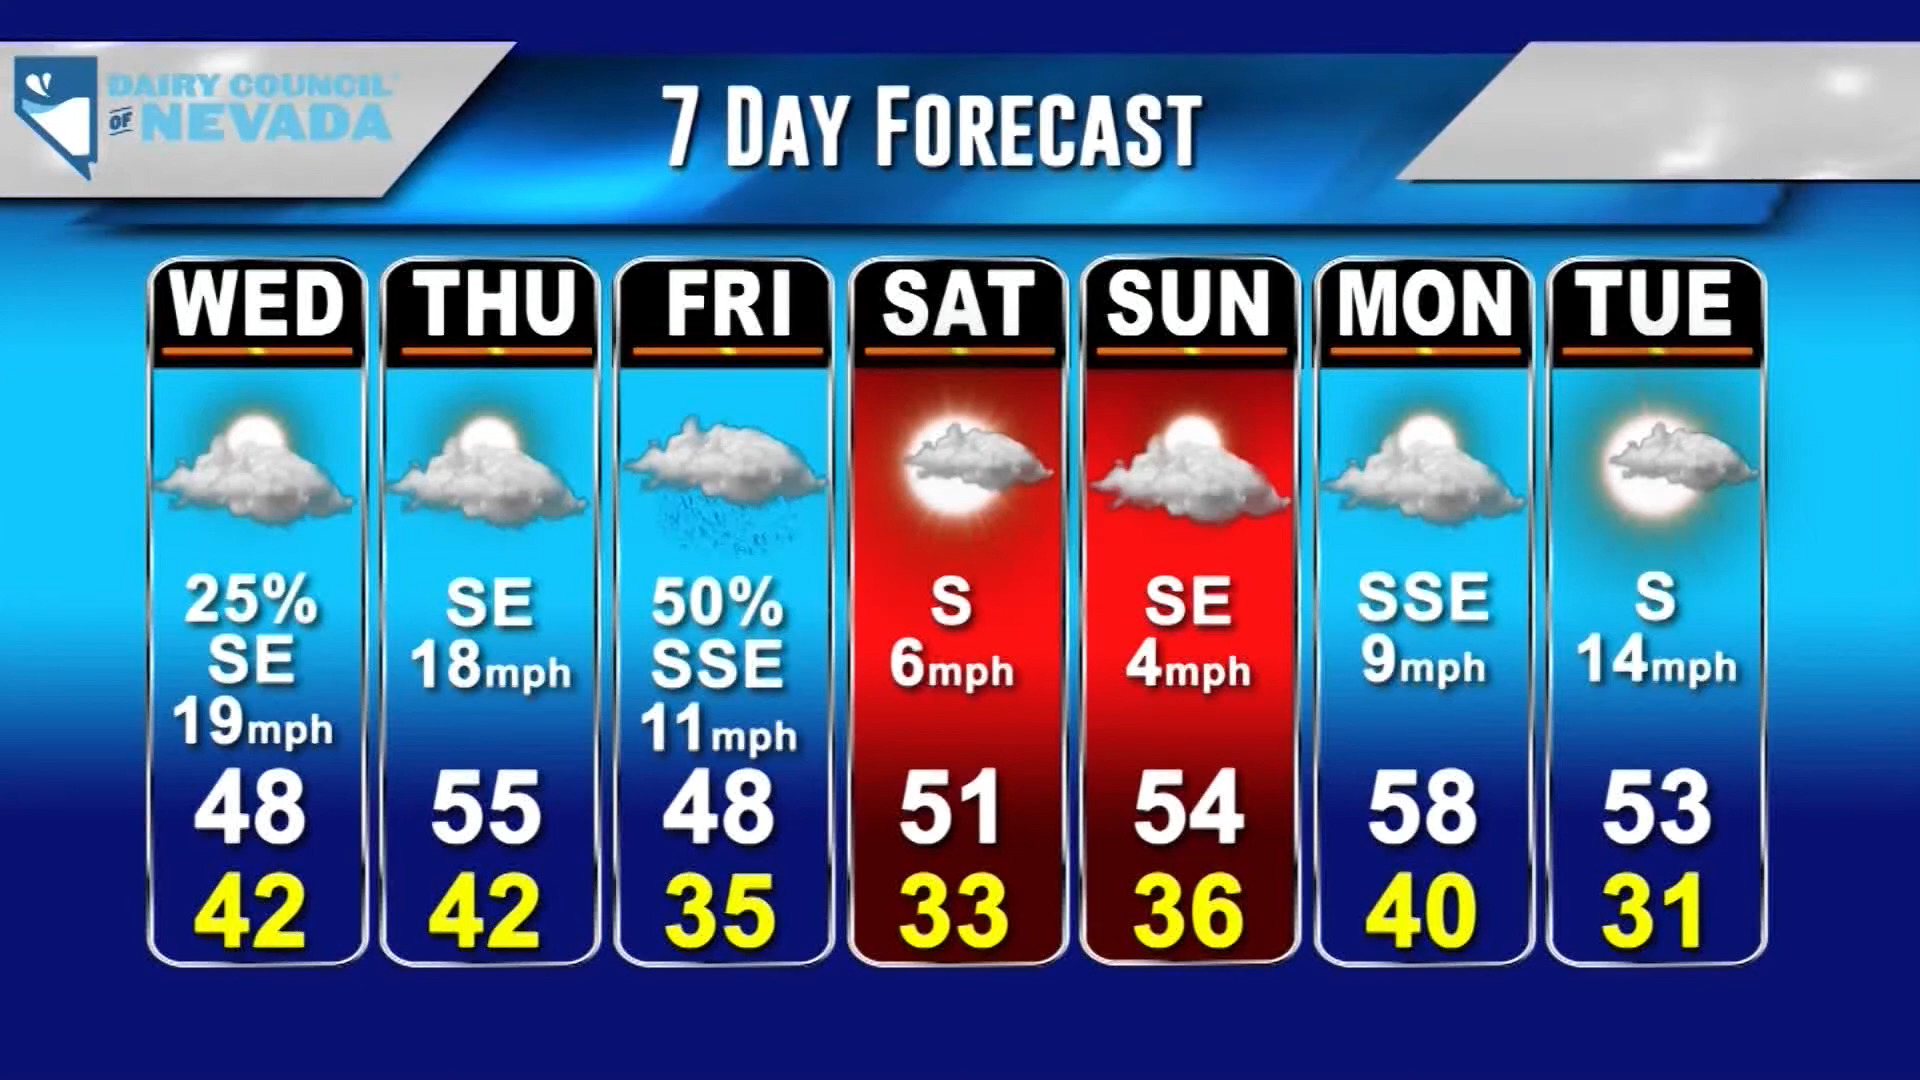 DAIRY COUNCIL
OF NEVADA
7 DAY FORECAST
WED
25%
SE
19mph
48
42
THU
SE
18mph
55
42
FRI
50%
SSE
11mph
48
35
SAT
S
6mph
51
33
SUN
SE
4mph
54
36
MON
SSE
9mph
58
40
TUE
S
14mph
53
31